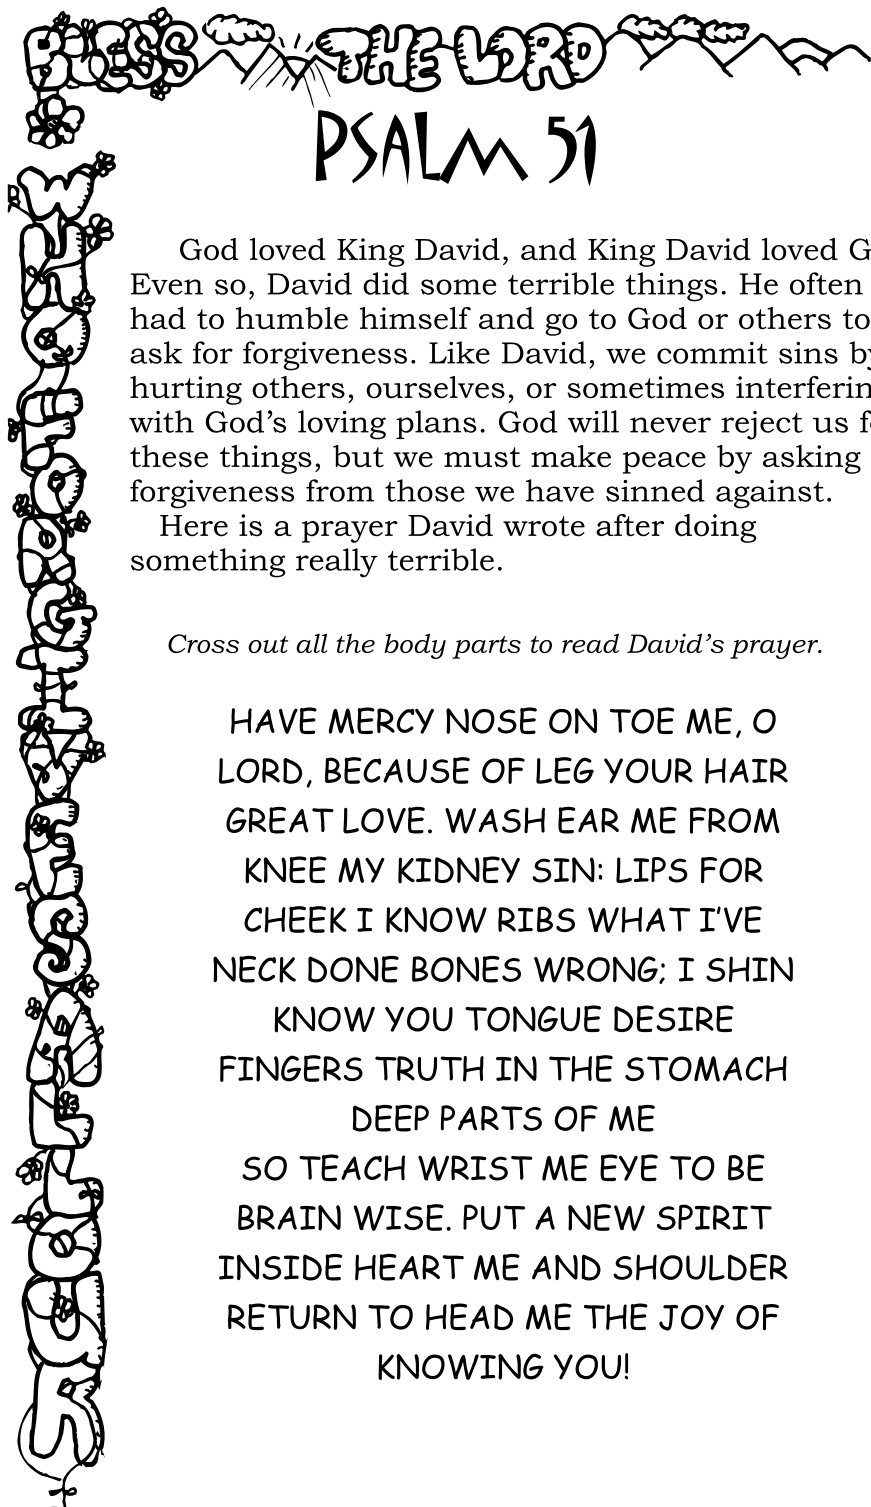 BLESS THE LORD
WHO FORGIVES ALL OUR
PSALM 51
God loved King David, and King David loved
Even so, David did some terrible things. He often
had to humble himself and go to God or others to
ask for forgiveness. Like David, we commit sins
hurting others, ourselves, or sometimes
with God’s loving plans. God will never reject us
these things, but we must make peace by asking
forgiveness from those we have sinned against.
Here is a prayer David wrote after doing
something really terrible.
Cross out all the body parts to read David’s prayer.
HAVE MERCY NOSE ON TOE ME, O
LORD, BECAUSE OF LEG YOUR HAIR
GREAT LOVE. WASH EAR ME FROM
KNEE MY KIDNEY SIN: LIPS FOR
CHEEK I KNOW RIBS WHAT I’VE
NECK DONE BONES WRONG; I SHIN
KNOW YOU TONGUE DESIRE
FINGERS TRUTH IN THE STOMACH
DEEP PARTS OF ME
SO TEACH WRIST ME EYE TO BE
BRAIN WISE. PUT A NEW SPIRIT
INSIDE HEART ME AND SHOULDER
RETURN TO HEAD ME THE JOY OF
KNOWING YOU!